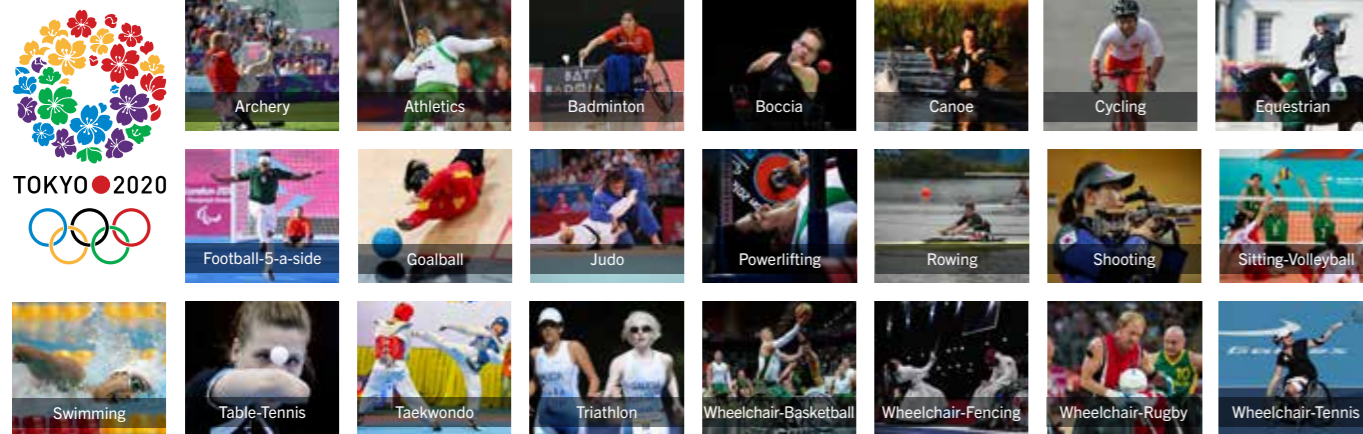 TOKYO 2020
Archery
Athletics
Badminton
Boccia
Canoe
Cycling
Equestrian
Football-5-a-side
Goalball
Judo
Powerlifting
Rowing
Shooting
Sitting-Volleyball
Swimming
Table-Tennis
Taekwondo
Triathlon
Wheelchair-Basketball
Wheelchair-Fencing
Wheelchair-Rugby
Wheelchair-Tennis